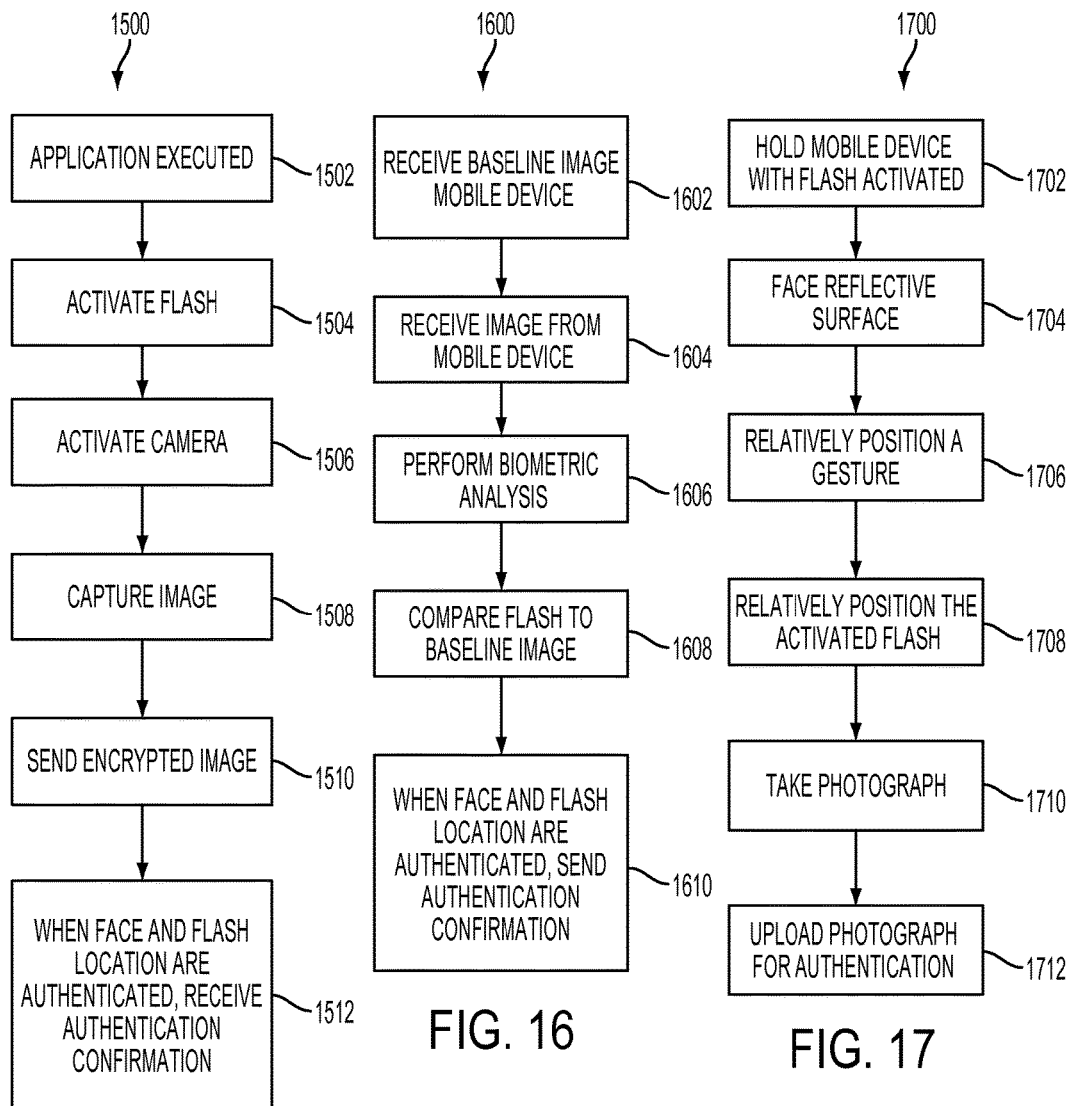 1500
APPLICATION EXECUTED
1502
ACTIVATE FLASH
1504
ACTIVATE CAMERA
1506
CAPTURE IMAGE
1508
SEND ENCRYPTED IMAGE
1510
WHEN FACE AND FLASH
LOCATION ARE
AUTHENTICATED, RECEIVE
AUTHENTICATION
CONFIRMATION
1512
1600
RECEIVE BASELINE IMAGE
MOBILE DEVICE
1602
RECEIVE IMAGE FROM
MOBILE DEVICE
1604
PERFORM BIOMETRIC
ANALYSIS
1606
COMPARE FLASH TO
BASELINE IMAGE
1608
WHEN FACE AND FLASH
LOCATION ARE
AUTHENTICATED, SEND
AUTHENTICATION
CONFIRMATION
1610
FIG. 16
1700
HOLD MOBILE DEVICE
WITH FLASH ACTIVATED
1702
FACE REFLECTIVE
SURFACE
1704
RELATIVELY POSITION A
GESTURE
1706
RELATIVELY POSITION THE
ACTIVATED FLASH
1708
TAKE PHOTOGRAPH
1710
UPLOAD PHOTOGRAPH
FOR AUTHENTICATION
1712
FIG. 17